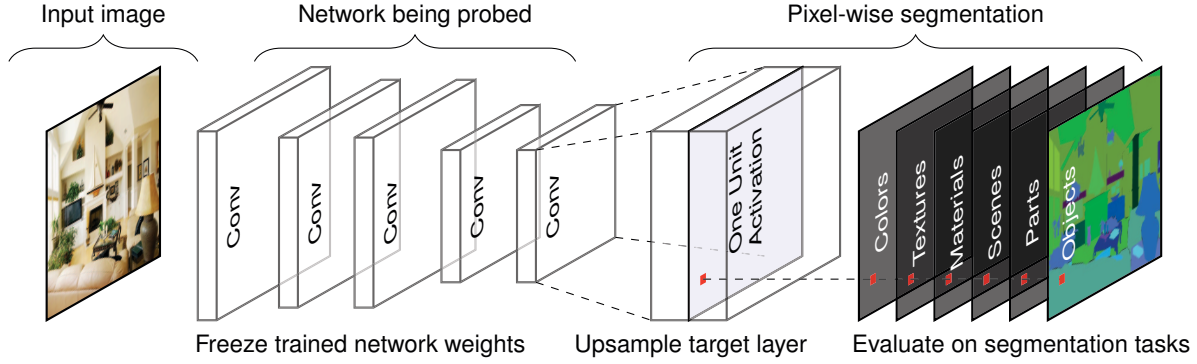 Input image
Network being probed
Pixel-wise segmentation
Conv
Conv
Conv
Conv
Conv
One Unit
Activation
Colors
Textures
Materials
Scenes
Parts
Objects
Freeze trained network weights
Upsample target layer
Evaluate on segmentation tasks